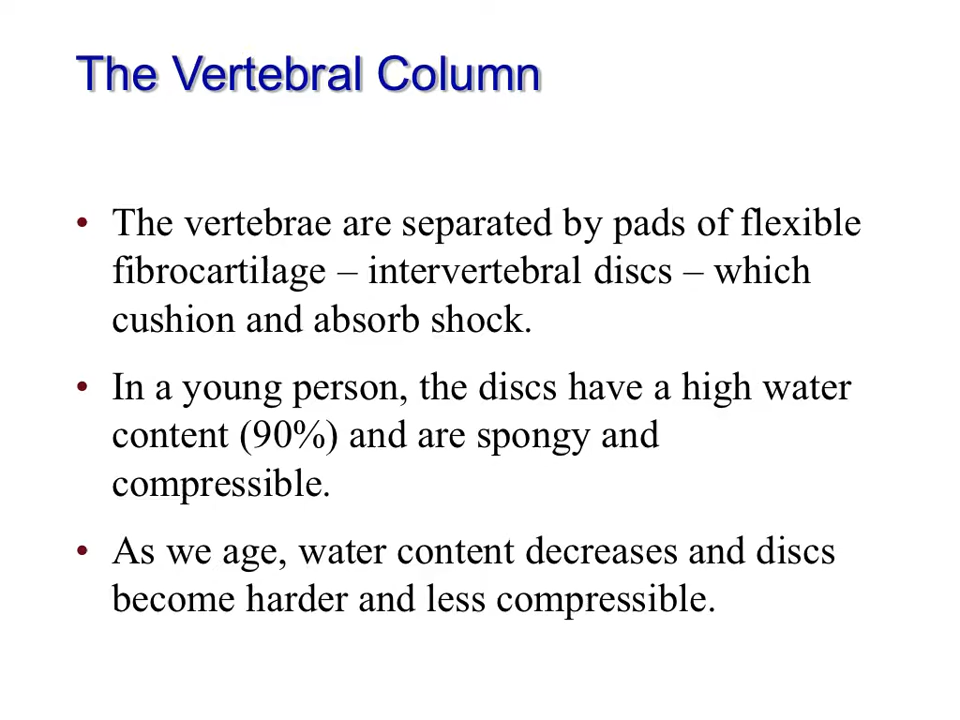 The Vertebral Column
• The vertebrae are separated by pads of flexible
fibrocartilage – intervertebral discs – which
cushion and absorb shock.
• In a young person, the discs have a high water
content (90%) and are spongy and
compressible.
• As we age, water content decreases and discs
become harder and less compressible.